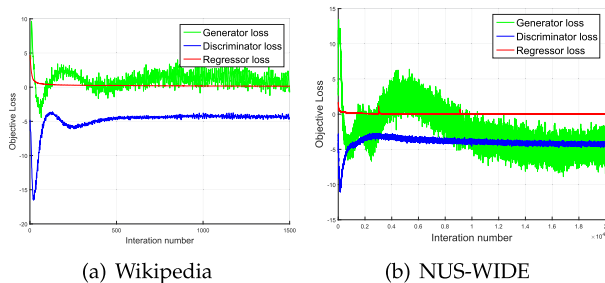 Generator loss
Discriminator loss
Regressor loss
Objective Loss
10
5
0
-5
-10
-15
-20
0
500
1000
1500
Interation number
(a) Wikipedia
Generator loss
Discriminator loss
Regressor loss
Objective Loss
15
10
5
0
-5
-10
-15
0
0.2
0.4
0.6
0.8
1
1.2
1.4
1.6
1.8
Interation number
(b) NUS-WIDE